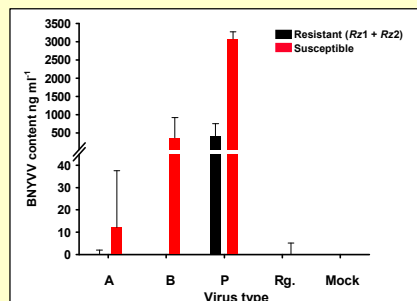 Resistant (Rz1 + Rz2)
Susceptible
BNYVV content ng ml-1
3500
3000
2500
2000
1500
1000
500
40
30
20
10
0
A B P Rg. Mock
Virus type